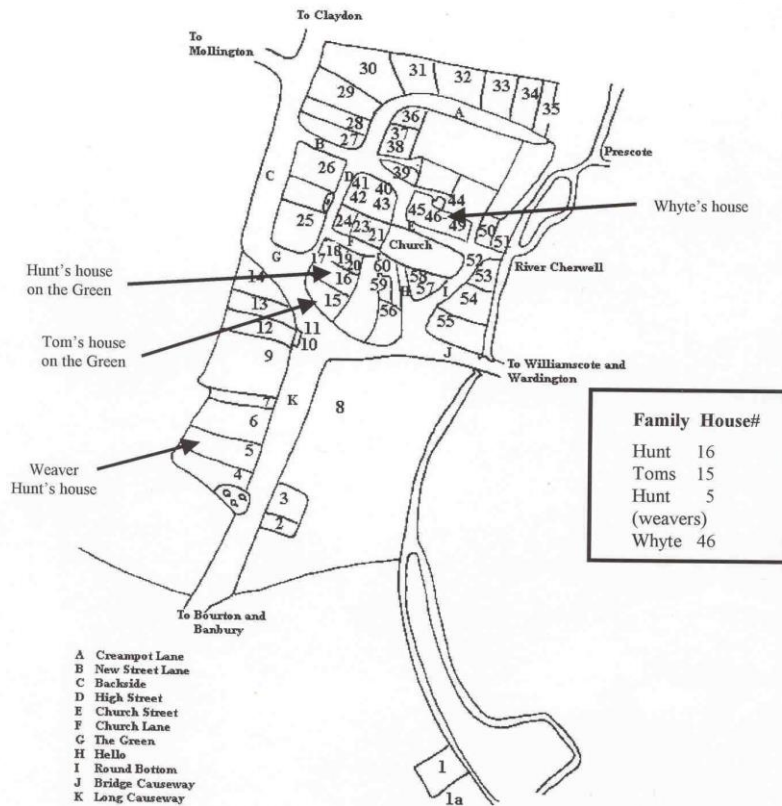 To Claydon
To
Mollington
30
31
32
33
34
35
29
28
27
36
37
38
A
B
Prescote
C
26
D
39
41
40
42
43
44
45
46
49
E
50
51
Whyte's house
25
24
23
21
F
Church
G
17
18
19
20
60
52
River Cherwell
14
16
59
58
57
H
I
53
Hunt's house
on the Green
15
54
13
56
12
11
55
10
Tom's house
on the Green
9
J
To Williamscote and
Wardington
7
K
8
6
5
Weaver
Hunt's house
4
3
2
P
P
P
To Bourton and
Banbury
Family House#
Hunt 16
Toms 15
Hunt 5
(weavers)
Whyte 46
A Creampot Lane
B New Street Lane
C Backside
D High Street
E Church Street
F Church Lane
G The Green
H Hello
I Round Bottom
J Bridge Causeway
K Long Causeway
1
1a